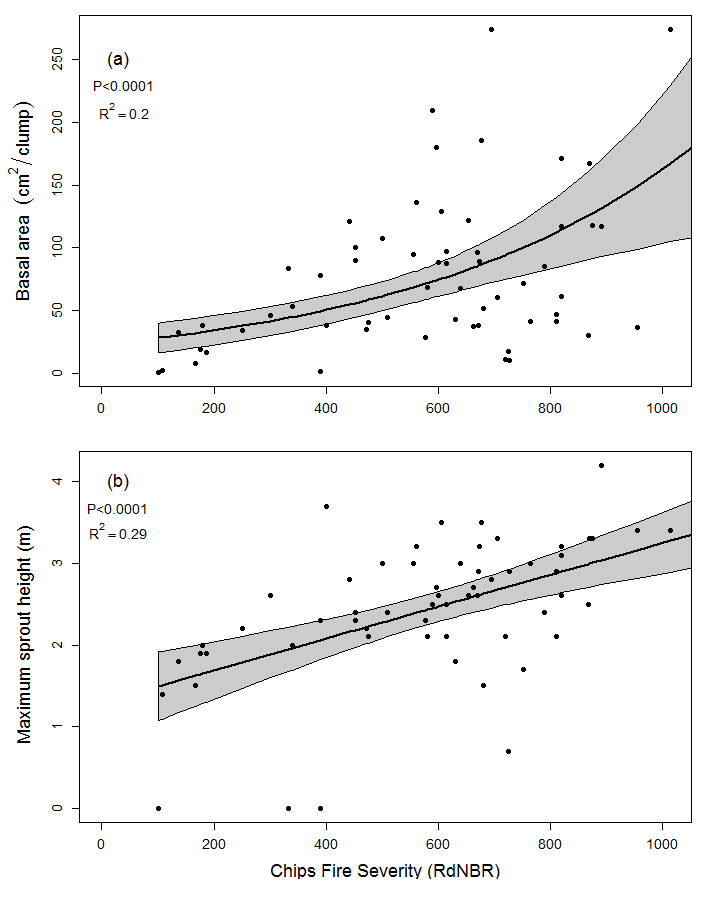 (a)
P<0.0001
R² = 0.2
Basal area (cm²/clump)
250
200
150
100
50
0
0 200 400 600 800 1000
(b)
P<0.0001
R² = 0.29
Maximum sprout height (m)
4
3
2
1
0
0 200 400 600 800 1000
Chips Fire Severity (RdNBR)